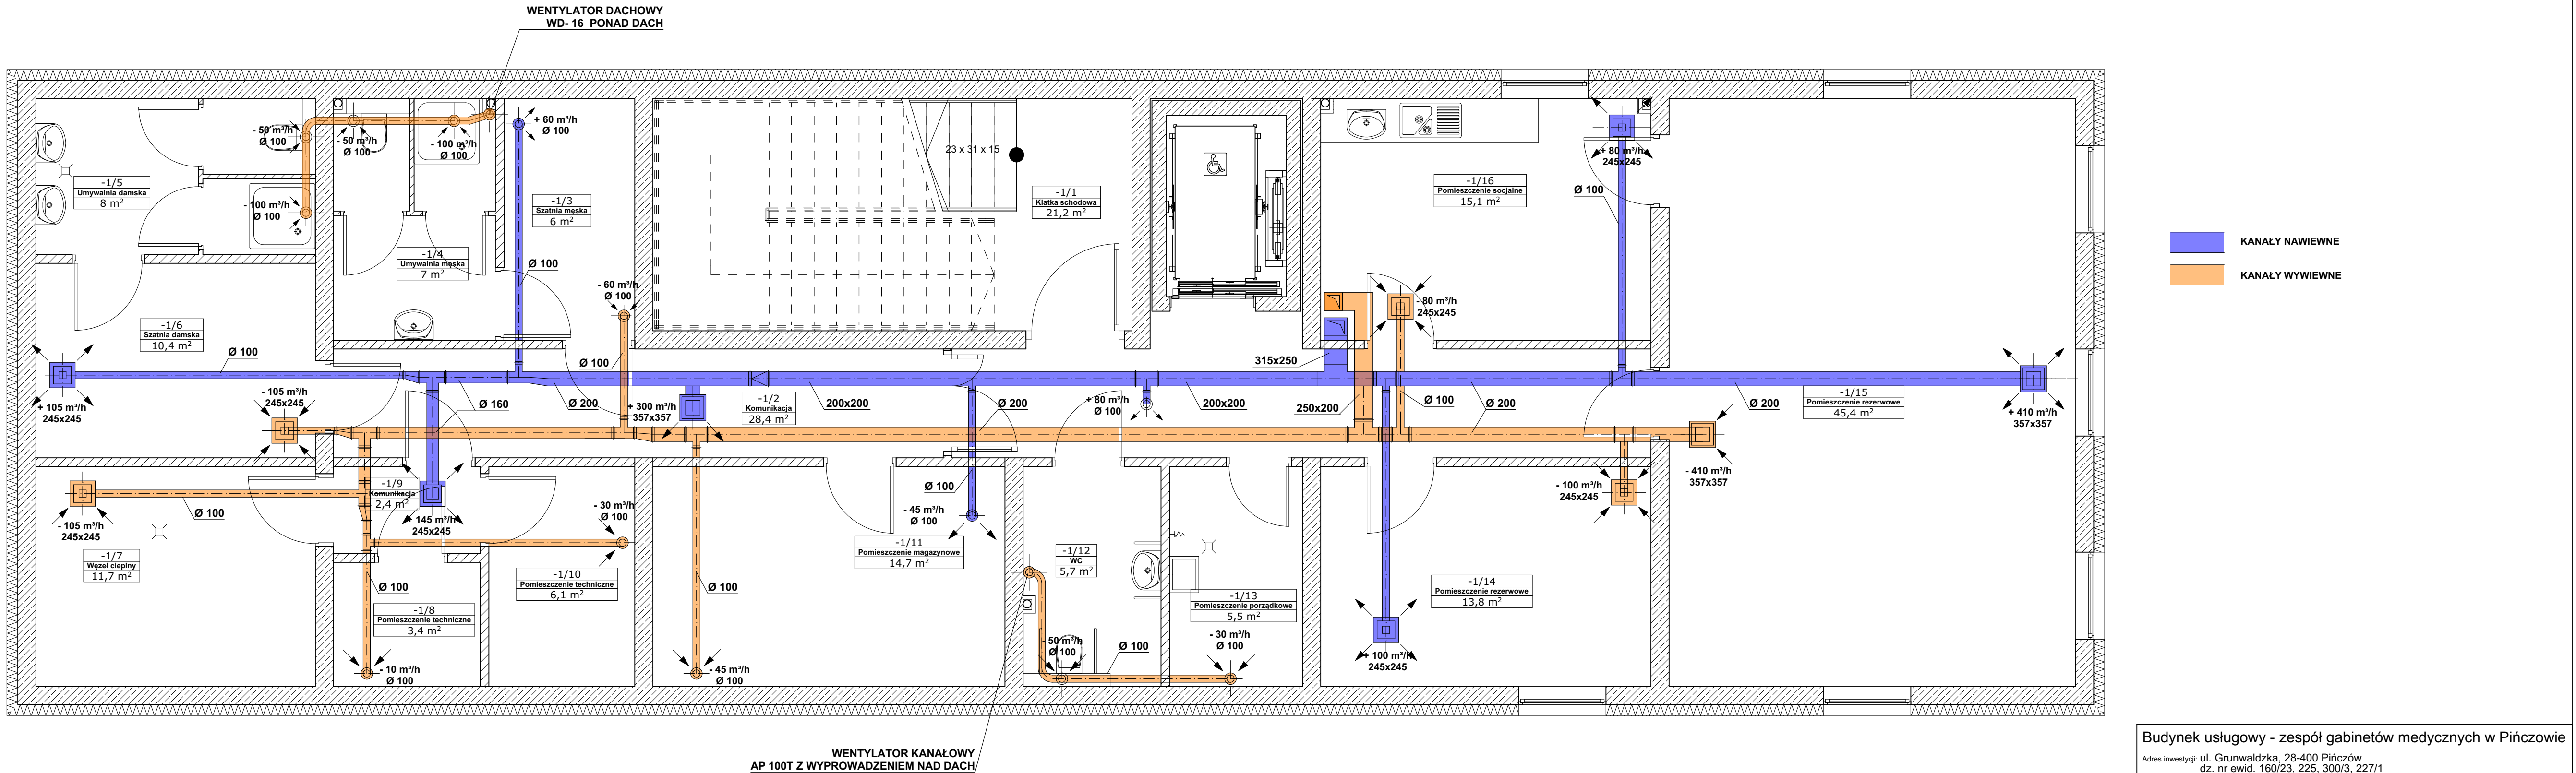 WENTYLATOR DACHOWY
WD- 16 PONAD DACH
- 50 m³/h
Ø 100
- 50 m³/h
Ø 100
- 100 m³/h
Ø 100
+ 60 m³/h
Ø 100
-1/5
Umywalnia damska
8 m²
- 100 m³/h
Ø 100
-1/3
Szatnia męska
6 m²
-1/4
Umywalnia męska
7 m²
Ø 100
23 x 31 x 15
-1/1
Klatka schodowa
21,2 m²
-1/16
Pomieszczenie socjalne
15,1 m²
+ 80 m³/h
245x245
Ø 100
KANAŁY NAWIEWNE
KANAŁY WYWIEWNE
-1/6
Szatnia damska
10,4 m²
Ø 100
- 60 m³/h
Ø 100
Ø 100
- 80 m³/h
245x245
315x250
+ 105 m³/h
245x245
- 105 m³/h
245x245
Ø 160
Ø 200
+ 300 m³/h
357x357
-1/2
Komunikacja
28,4 m²
200x200
Ø 200
+ 80 m³/h
Ø 100
200x200
250x200
Ø 100
Ø 200
Ø 200
-1/15
Pomieszczenie rezerwowe
45,4 m²
+ 410 m³/h
357x357
- 410 m³/h
357x357
- 105 m³/h
245x245
Ø 100
-1/9
Komunikacja
2,4 m²
+ 145 m³/h
245x245
- 30 m³/h
Ø 100
Ø 100
- 45 m³/h
Ø 100
- 100 m³/h
245x245
-1/7
Węzeł cieplny
11,7 m²
Ø 100
-1/8
Pomieszczenie techniczne
3,4 m²
-1/10
Pomieszczenie techniczne
6,1 m²
Ø 100
-1/11
Pomieszczenie magazynowe
14,7 m²
-1/12
WC
5,7 m²
-1/13
Pomieszczenie porządkowe
5,5 m²
-1/14
Pomieszczenie rezerwowe
13,8 m²
- 10 m³/h
Ø 100
- 45 m³/h
Ø 100
- 50 m³/h
Ø 100
Ø 100
- 30 m³/h
Ø 100
+ 100 m³/h
245x245
WENTYLATOR KANAŁOWY
AP 100T Z WYPROWADZENIEM NAD DACH
Budynek usługowy - zespół gabinetów medycznych w Pińczowie
Adres inwestycji: ul. Grunwaldzka, 28-400 Pińczów
dz. nr ewid. 160/23, 225, 300/3, 227/1